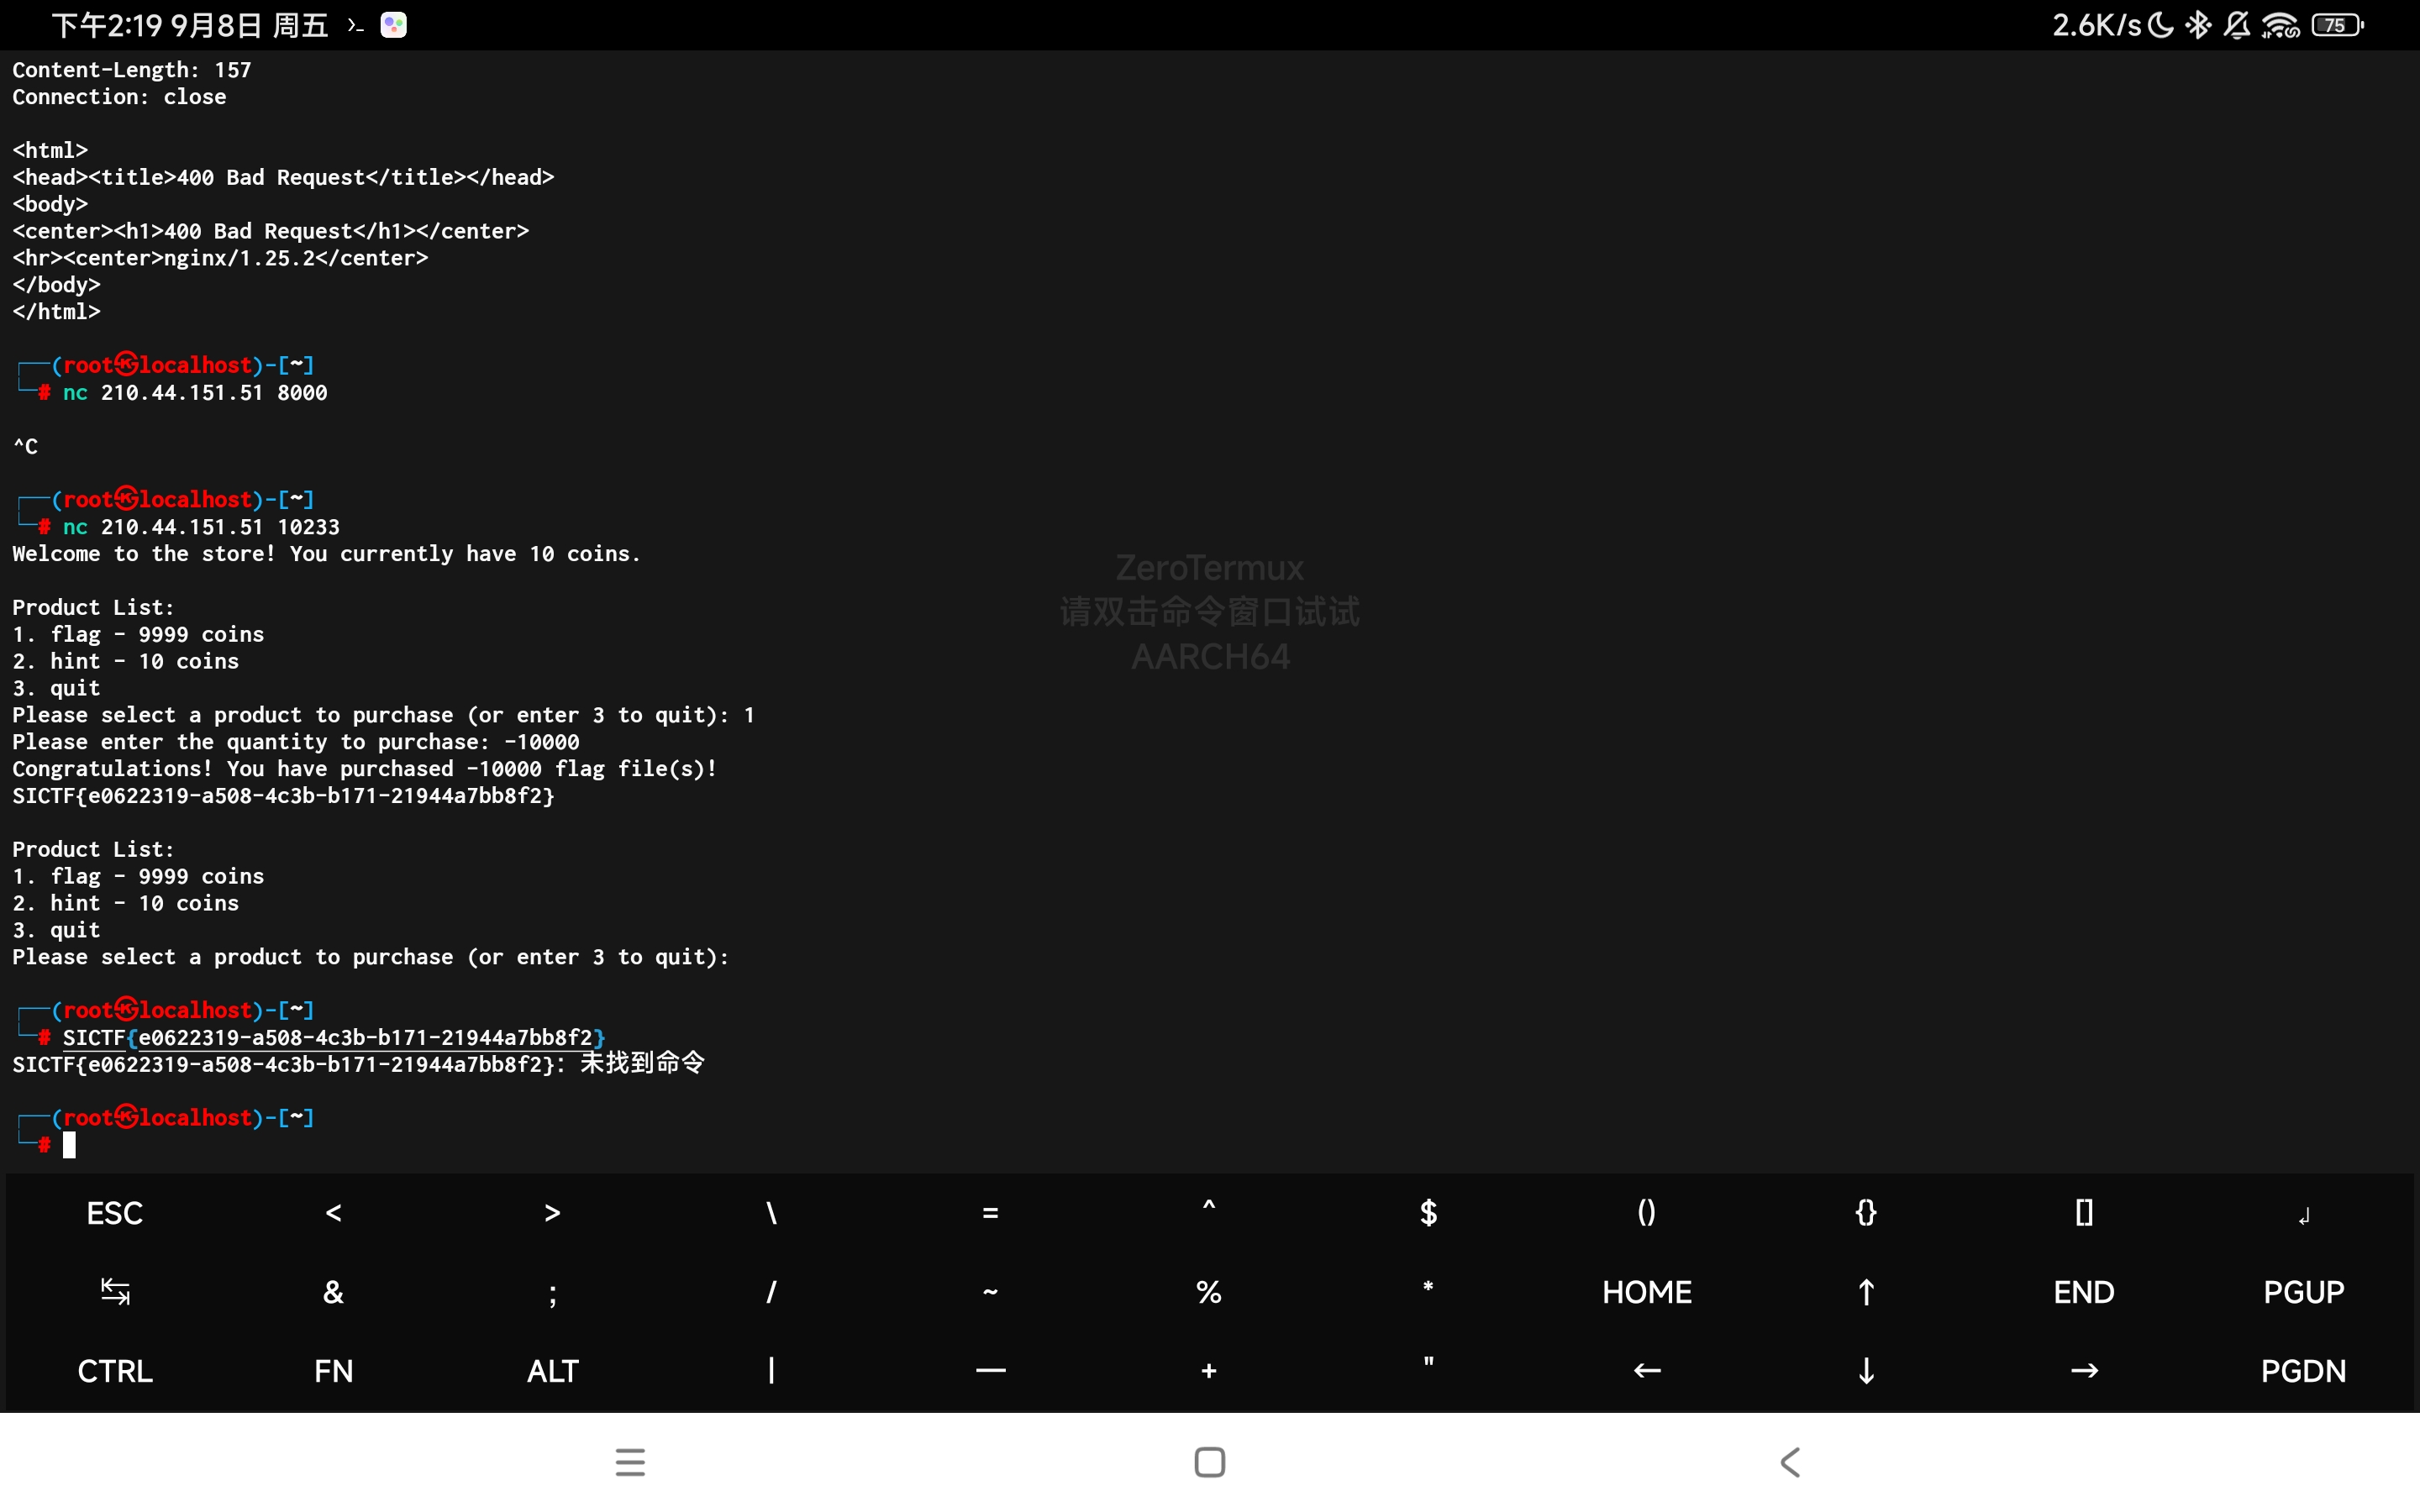 下午2:19 9月8日 周五 >_ 2.6K/s 75
Content-Length: 157
Connection: close
<html>
<head><title>400 Bad Request</title></head>
<body>
<center><h1>400 Bad Request</h1></center>
<hr><center>nginx/1.25.2</center>
</body>
</html>
┌──(root㉿localhost)-[~]
└─# nc 210.44.151.51 8000
^C
┌──(root㉿localhost)-[~]
└─# nc 210.44.151.51 10233
Welcome to the store! You currently have 10 coins.
ZeroTermux
请双击命令窗口试试
AARCH64
Product List:
1. flag - 9999 coins
2. hint - 10 coins
3. quit
Please select a product to purchase (or enter 3 to quit): 1
Please enter the quantity to purchase: -10000
Congratulations! You have purchased -10000 flag file(s)!
SICTF{e0622319-a508-4c3b-b171-21944a7bb8f2}
Product List:
1. flag - 9999 coins
2. hint - 10 coins
3. quit
Please select a product to purchase (or enter 3 to quit):
┌──(root㉿localhost)-[~]
└─# SICTF{e0622319-a508-4c3b-b171-21944a7bb8f2}
SICTF{e0622319-a508-4c3b-b171-21944a7bb8f2}: 未找到命令
┌──(root㉿localhost)-[~]
└─#
ESC < > \ = ^ $ () {} [] ↲
↹ & ; / ~ % * HOME ↑ END PGUP
CTRL FN ALT | — + " ← ↓ → PGDN